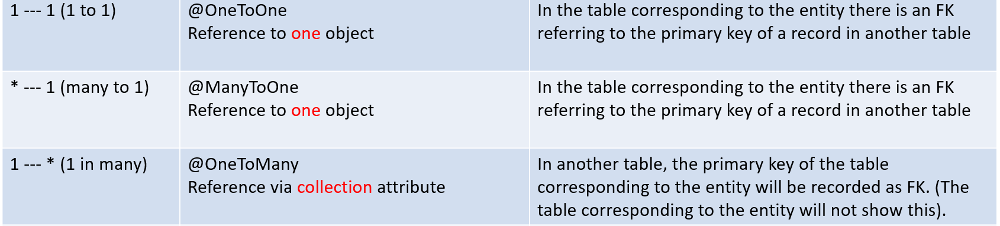 1 --- 1 (1 to 1)
@OneToOne
Reference to one object
In the table corresponding to the entity there is an FK
referring to the primary key of a record in another table
* --- 1 (many to 1)
@ManyToOne
Reference to one object
In the table corresponding to the entity there is an FK
referring to the primary key of a record in another table
1 --- * (1 in many)
@OneToMany
Reference via collection attribute
In another table, the primary key of the table
corresponding to the entity will be recorded as FK. (The
table corresponding to the entity will not show this).